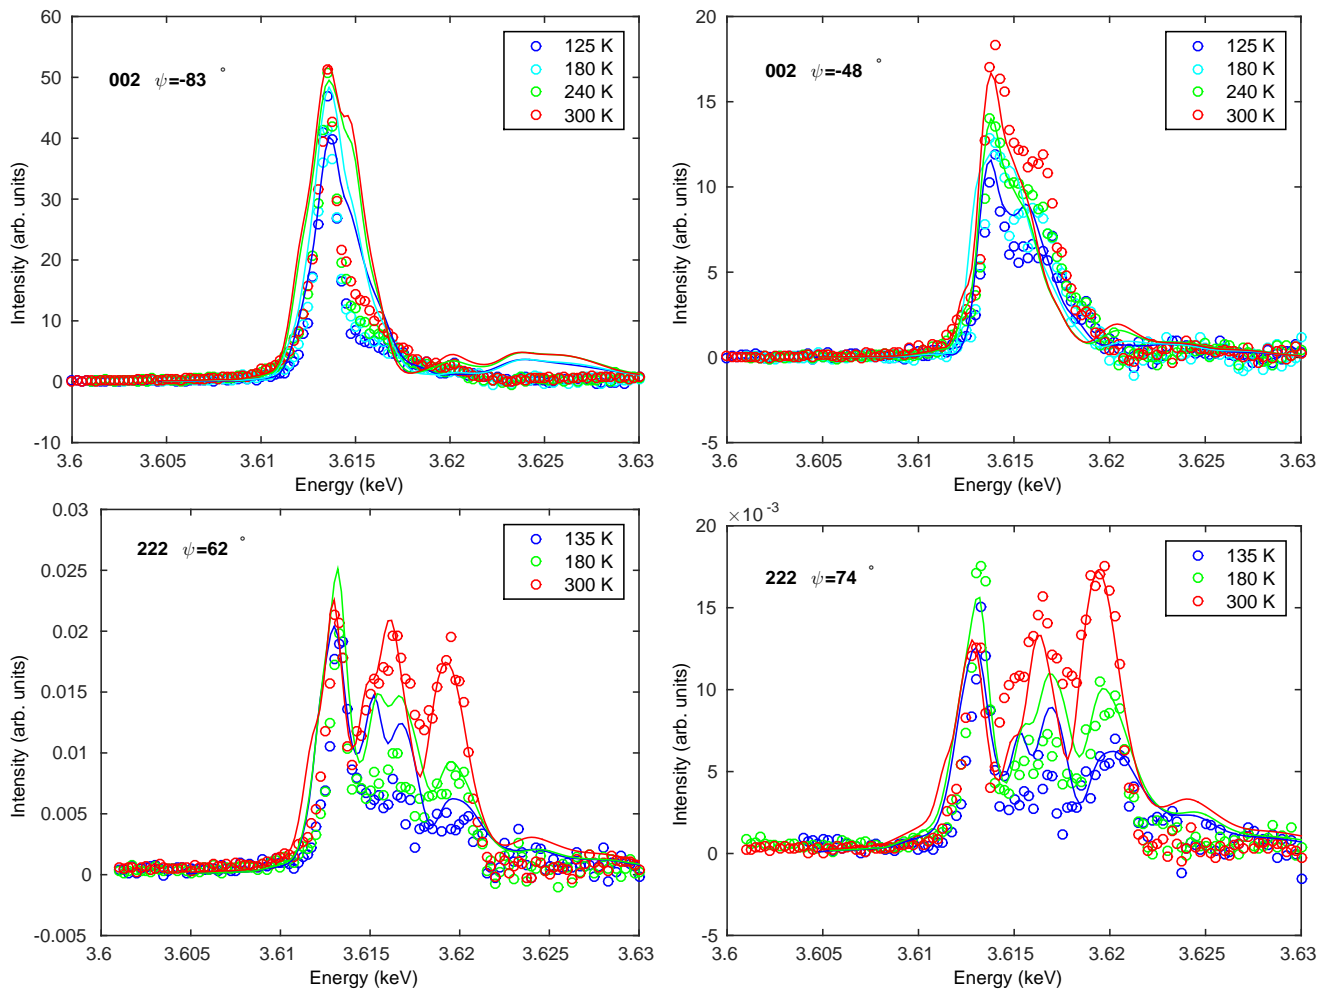 60
50
40
30
20
10
0
-10
Intensity (arb. units)
002 ψ=-83 °
125 K
180 K
240 K
300 K
3.6 3.605 3.61 3.615 3.62 3.625 3.63
Energy (keV)
20
15
10
5
0
-5
Intensity (arb. units)
002 ψ=-48 °
125 K
180 K
240 K
300 K
3.6 3.605 3.61 3.615 3.62 3.625 3.63
Energy (keV)
0.03
0.025
0.02
0.015
0.01
0.005
0
-0.005
Intensity (arb. units)
222 ψ=62 °
135 K
180 K
300 K
3.6 3.605 3.61 3.615 3.62 3.625 3.63
Energy (keV)
×10 -3
20
15
10
5
0
-5
Intensity (arb. units)
222 ψ=74 °
135 K
180 K
300 K
3.6 3.605 3.61 3.615 3.62 3.625 3.63
Energy (keV)